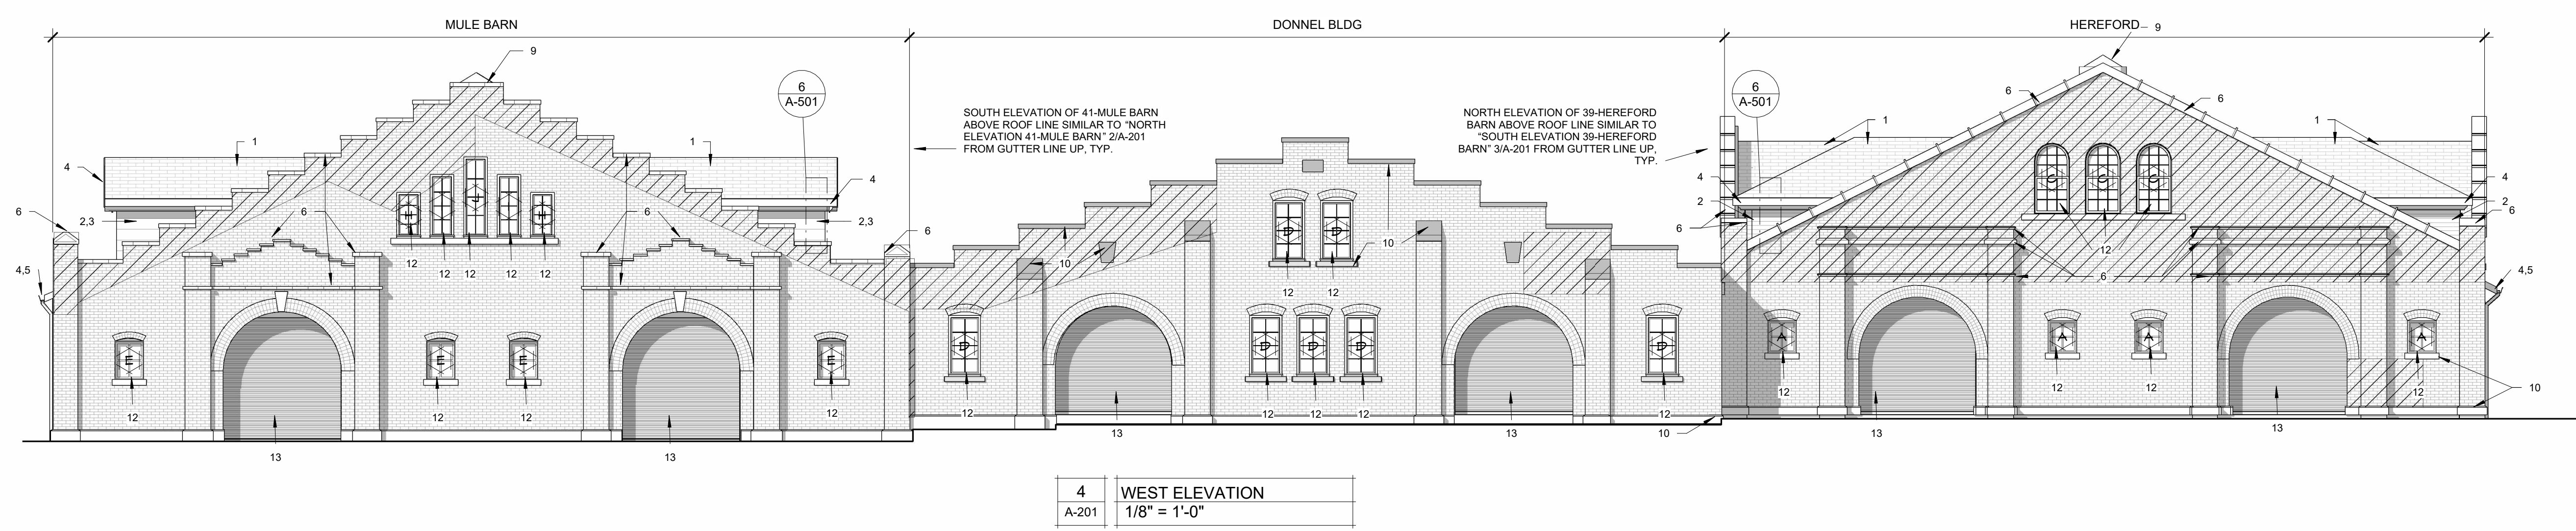 MULE BARN
DONNEL BLDG
HEREFORD
9
9
6
A-501
6
A-501
SOUTH ELEVATION OF 41-MULE BARN
ABOVE ROOF LINE SIMILAR TO "NORTH
ELEVATION 41-MULE BARN" 2/A-201
FROM GUTTER LINE UP, TYP.
NORTH ELEVATION OF 39-HEREFORD
BARN ABOVE ROOF LINE SIMILAR TO
"SOUTH ELEVATION 39-HEREFORD
BARN" 3/A-201 FROM GUTTER LINE UP,
TYP.
6
6
1
1
1
1
4
4
4
4
2
2
6
2,3
2,3
6
6
6
6
6
H
J
H
C
C
C
D
D
10
10
12
12
12
12
12
12
12
12
6
4,5
4,5
E
E
E
E
D
D
D
D
D
A
A
A
A
12
12
12
12
12
12
12
12
12
12
12
12
12
10
10
13
13
13
13
13
13
4
A-201
WEST ELEVATION
1/8" = 1'-0"